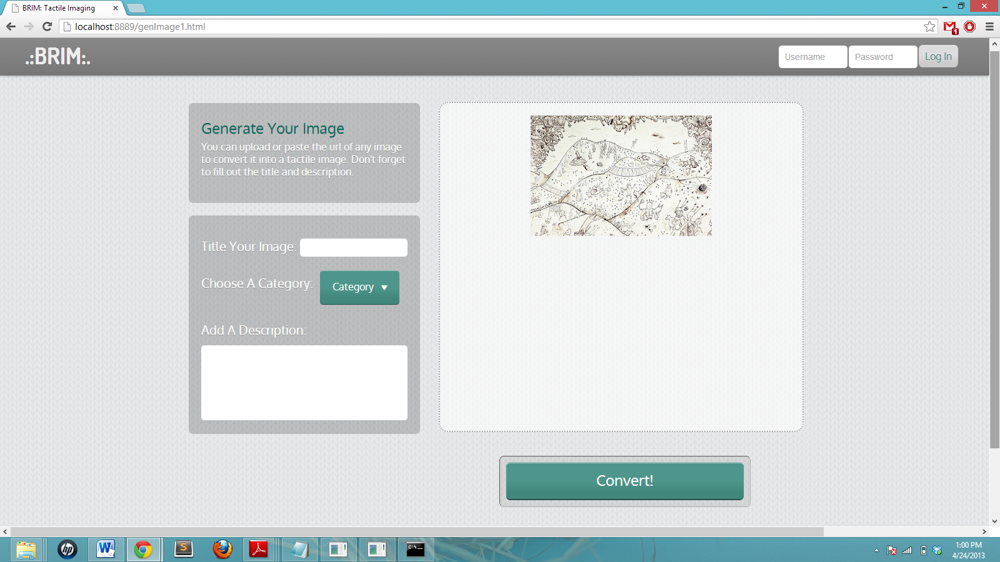 BRIM: Tactile Imaging
localhost:8889/genImage1.html
1
.:BRIM:.
Username
Password
Log In
Generate Your Image
You can upload or paste the url of any image
to convert it into a tactile image. Don't forget
to fill out the title and description.
Title Your Image:
Choose A Category:
Category
Add A Description:
Convert!
hp
W
S
C:\._
1:00 PM
4/24/2013